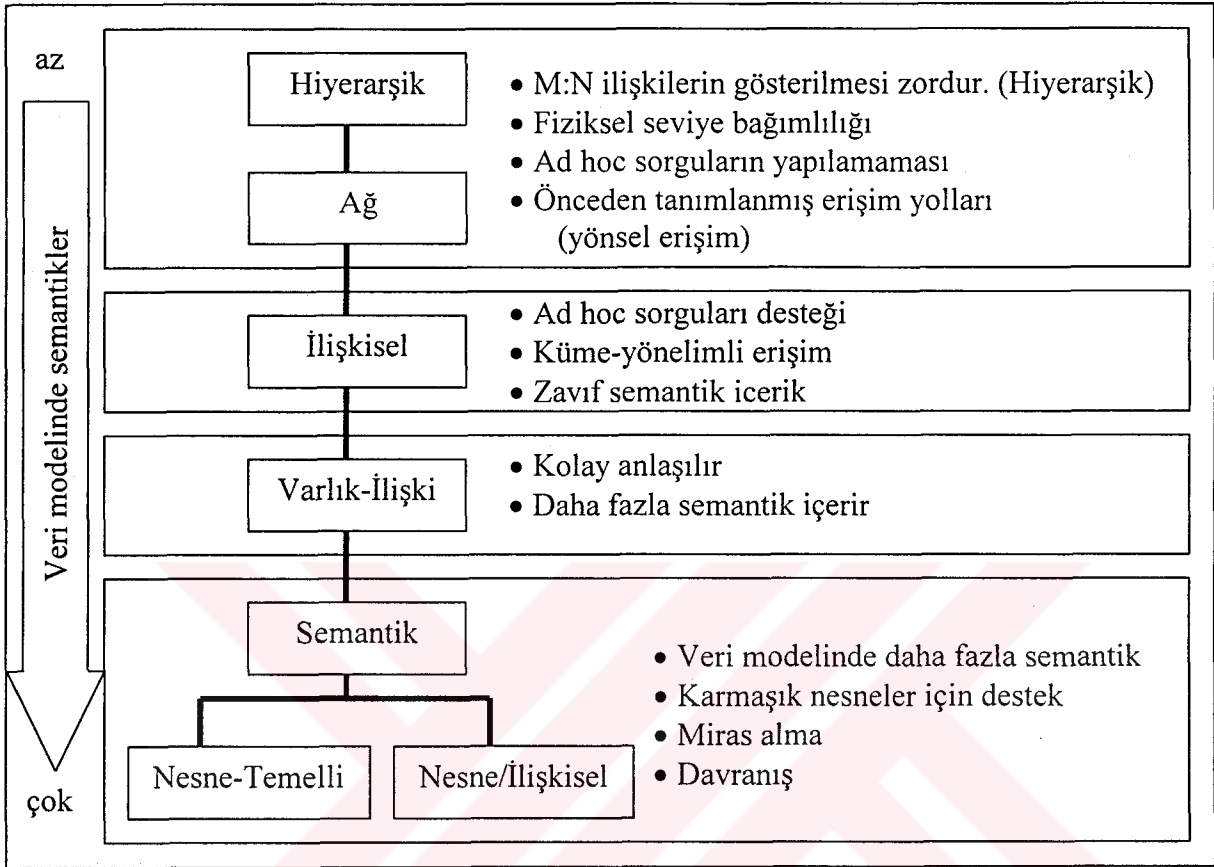 az
Veri modelinde semantikler
çok
Hiyerarşik
Ağ
• M:N ilişkilerin gösterilmesi zordur. (Hiyerarşik)
• Fiziksel seviye bağımlılığı
• Ad hoc sorguların yapılamaması
• Önceden tanımlanmış erişim yolları
(yönsel erişim)
İlişkisel
• Ad hoc sorguları desteği
• Küme-yönelimli erişim
• Zavıf semantik icerik
Varlık-İlişki
• Kolay anlaşılır
• Daha fazla semantik içerir
Semantik
Nesne-Temelli
Nesne/İlişkisel
• Veri modelinde daha fazla semantik
• Karmaşık nesneler için destek
• Miras alma
• Davranış